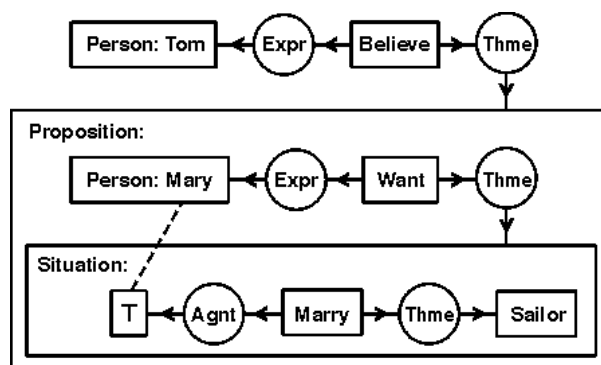 Person: Tom Expr Believe Thme
Proposition:
Person: Mary Expr Want Thme
Situation:
T Agnt Marry Thme Sailor